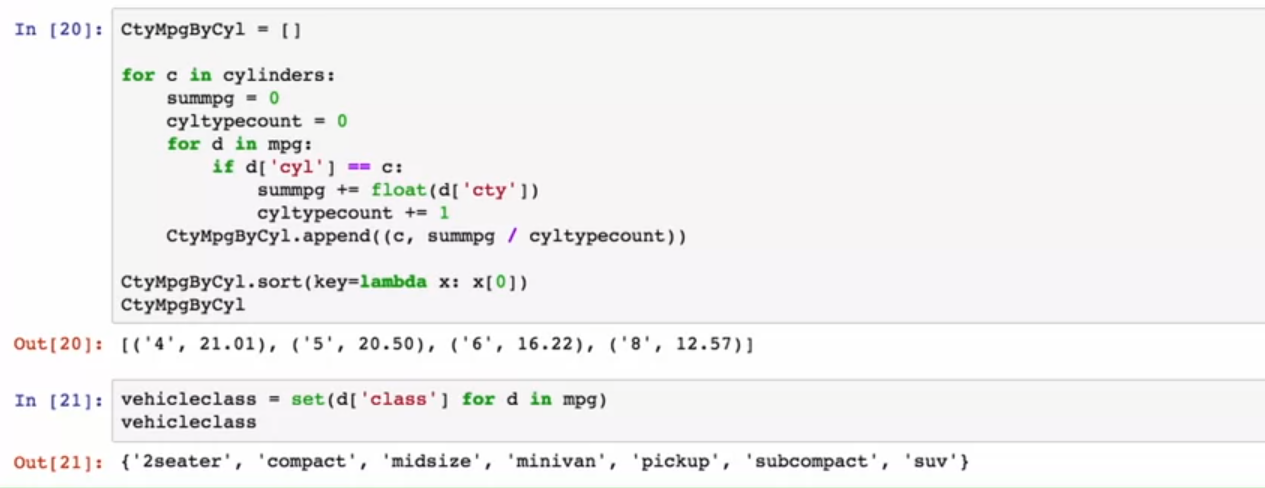 In [20]: CtyMpgByCyl = []
for c in cylinders:
    summpg = 0
    cyltypecount = 0
    for d in mpg:
        if d['cyl'] == c:
            summpg += float(d['cty'])
            cyltypecount += 1
    CtyMpgByCyl.append((c, summpg / cyltypecount))
CtyMpgByCyl.sort(key=lambda x: x[0])
CtyMpgByCyl
Out[20]: [('4', 21.01), ('5', 20.50), ('6', 16.22), ('8', 12.57)]
In [21]: vehicleclass = set(d['class'] for d in mpg)
vehicleclass
Out[21]: {'2seater', 'compact', 'midsize', 'minivan', 'pickup', 'subcompact', 'suv'}